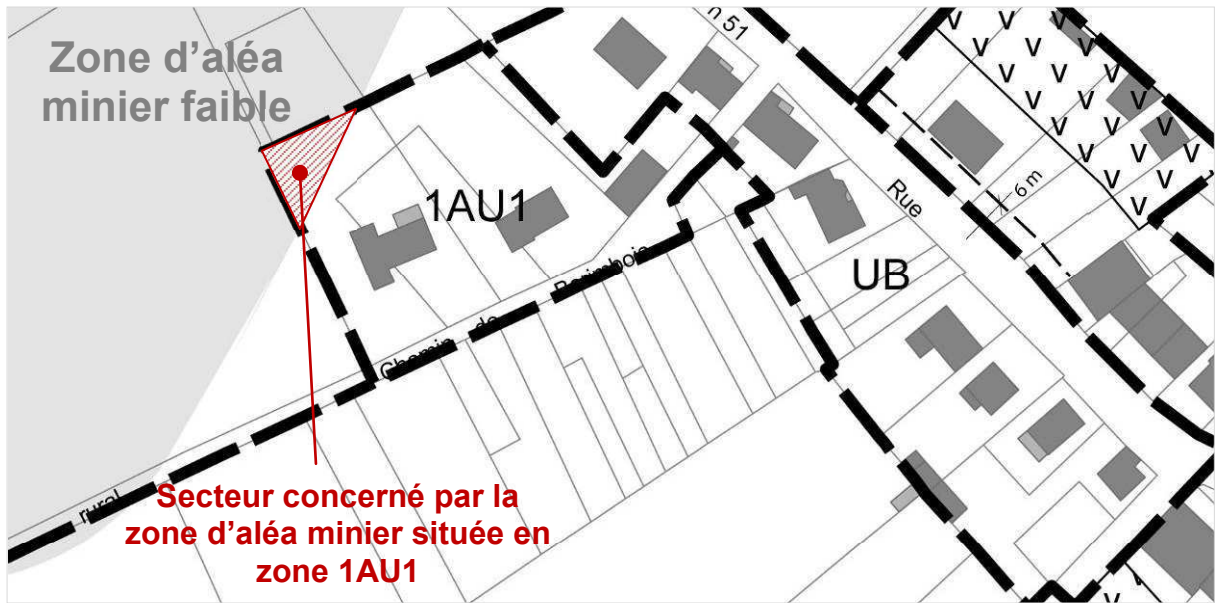 Zone d'aléa
minier faible
n 51
1AU1
Rue
6 m
UB
Chemin de
rural
Secteur concerné par la
zone d'aléa minier située en
zone 1AU1
V V V V
V V V
V V V V
V V V
V V V
V V
V V
V
V V